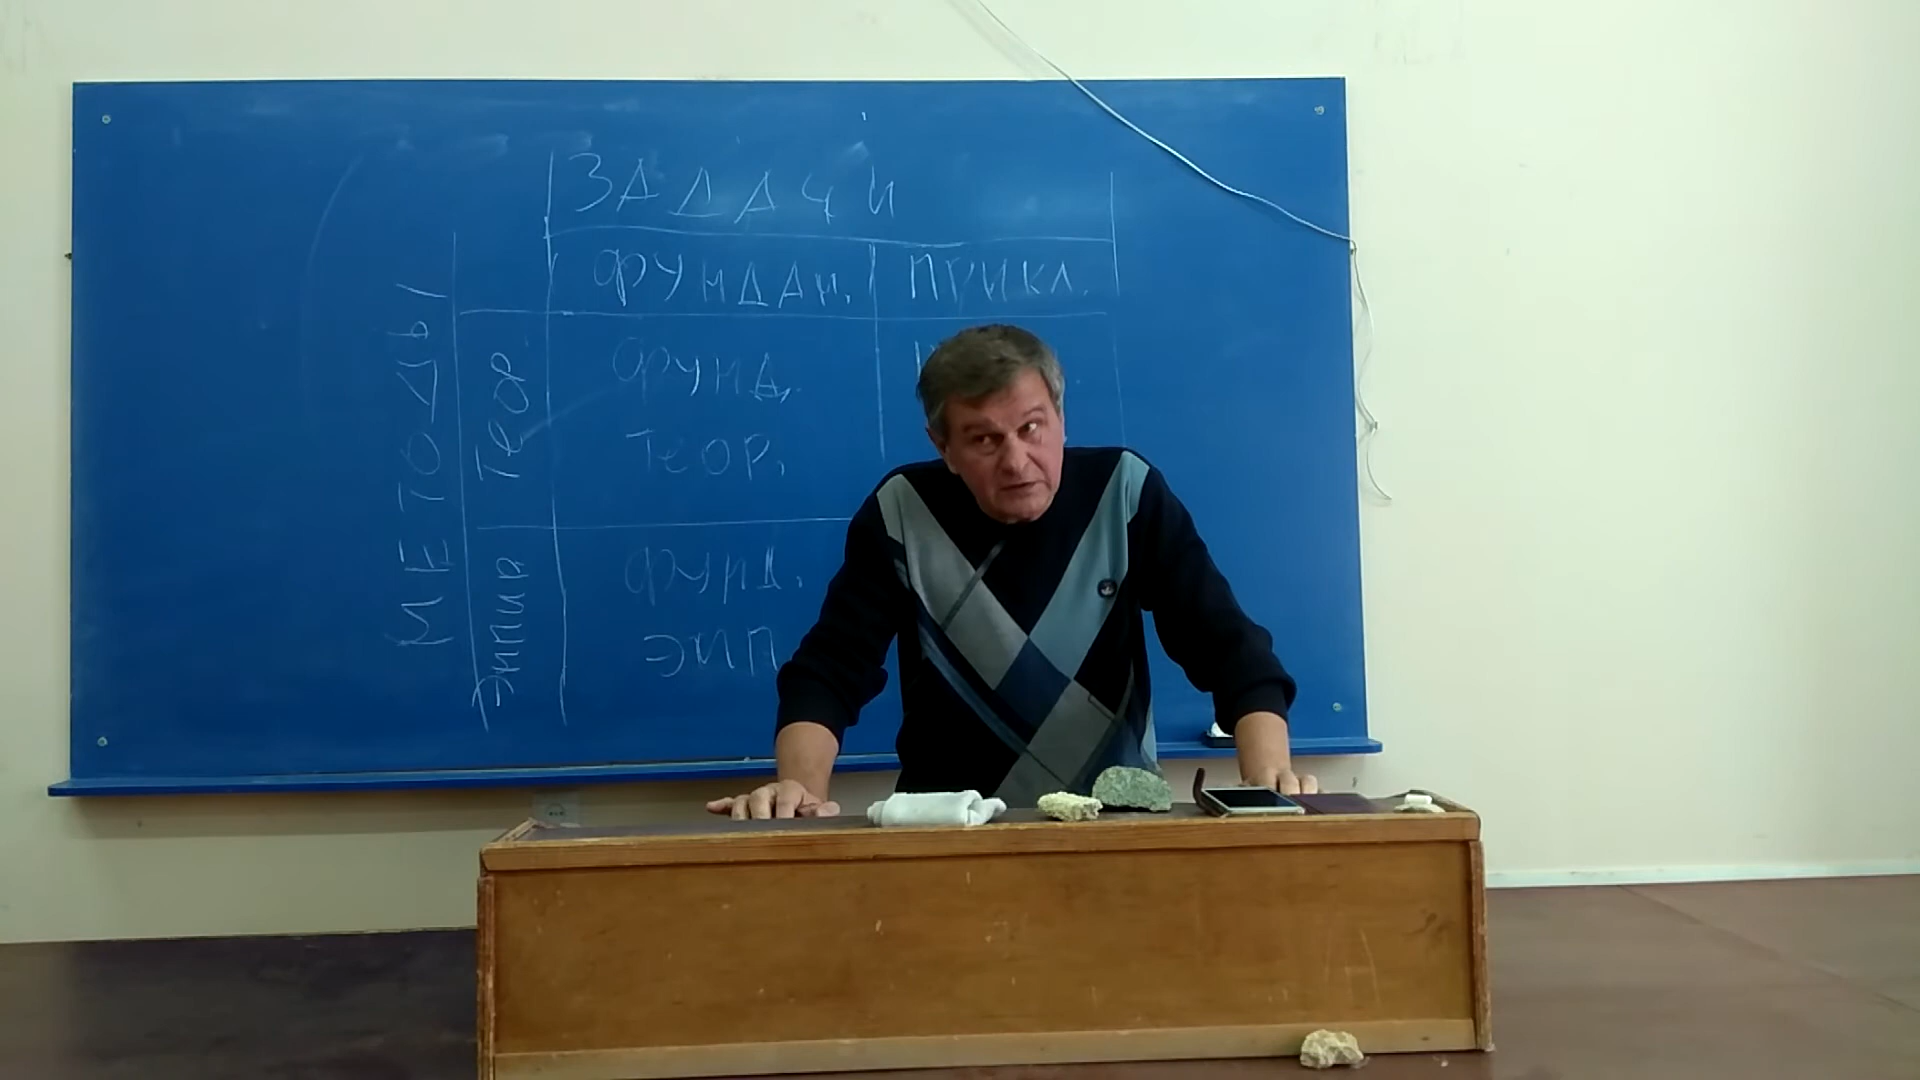 ЗАДАЧИ
ФУНДАМ. ПРИКЛ.
МЕТОДЫ
ТЕОР.
ФУНД.
ТЕОР.
ЭМПИР
ФУНД.
ЭМП